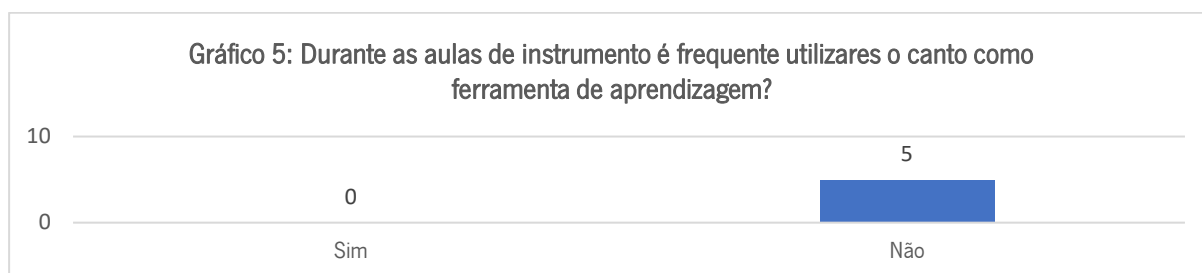 Gráfico 5: Durante as aulas de instrumento é frequente utilizares o canto como
ferramenta de aprendizagem?
10
5
0
0
Sim
Não